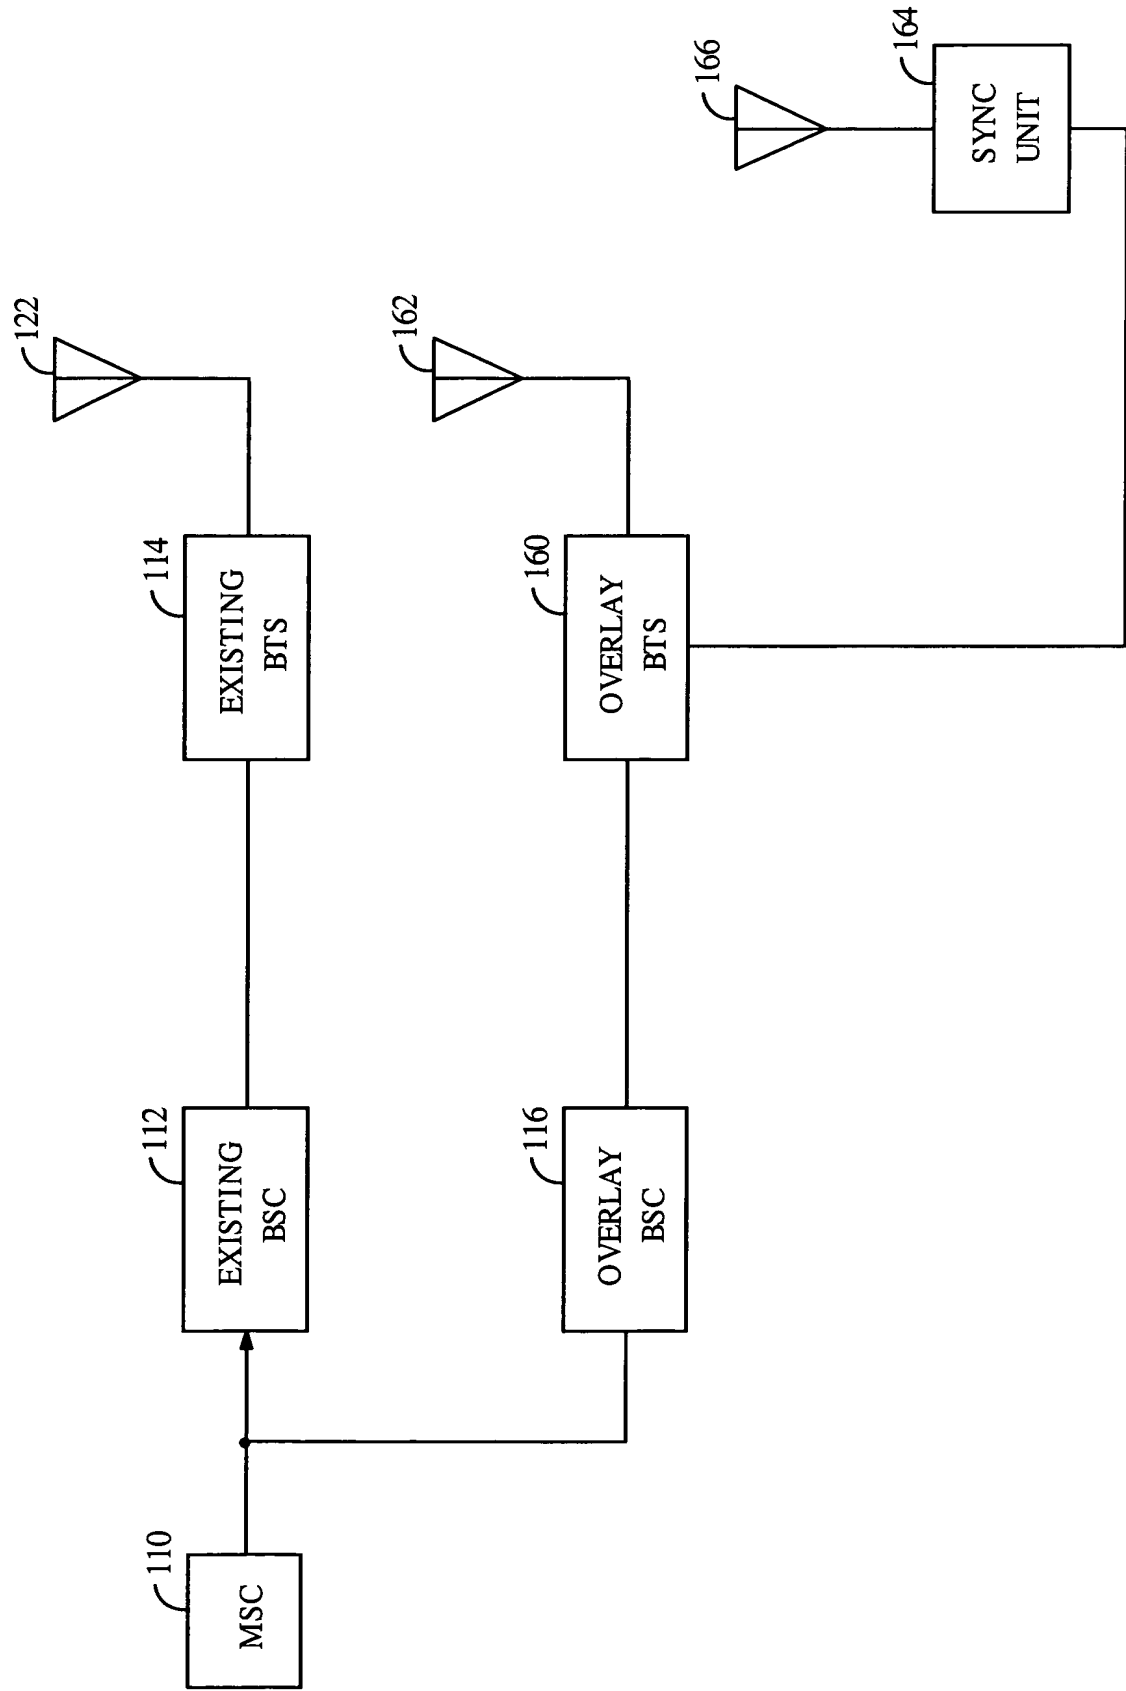 110
MSC
112
EXISTING
BSC
114
EXISTING
BTS
122
116
OVERLAY
BSC
160
OVERLAY
BTS
162
166
164
SYNC
UNIT